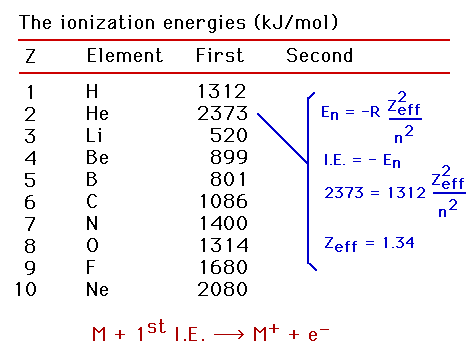 The ionization energies (kJ/mol)
Z Element First Second
1 H 1312
2 He 2373
3 Li 520
4 Be 899
5 B 801
6 C 1086
7 N 1400
8 O 1314
9 F 1680
10 Ne 2080
Eₙ = -R Z²eff / n²
I.E. = - Eₙ
2373 = 1312 Z²eff / n²
Zeff = 1.34
M + 1ˢᵗ I.E. ⟶ M⁺ + e⁻